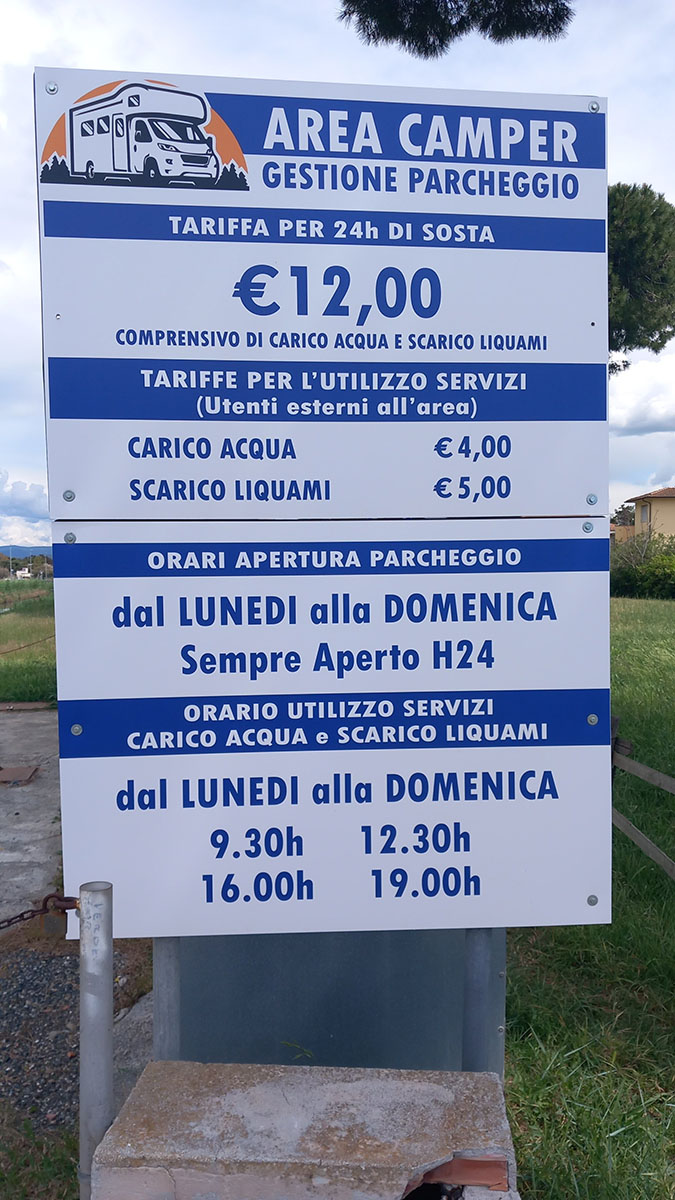 AREA CAMPER
GESTIONE PARCHEGGIO
TARIFFA PER 24h DI SOSTA
€12,00
COMPRENSIVO DI CARICO ACQUA E SCARICO LIQUAMI
TARIFFE PER L'UTILIZZO SERVIZI
(Utenti esterni all'area)
CARICO ACQUA €4,00
SCARICO LIQUAMI €5,00
ORARI APERTURA PARCHEGGIO
dal LUNEDI alla DOMENICA
Sempre Aperto H24
ORARIO UTILIZZO SERVIZI
CARICO ACQUA e SCARICO LIQUAMI
dal LUNEDI alla DOMENICA
9.30h 12.30h
16.00h 19.00h